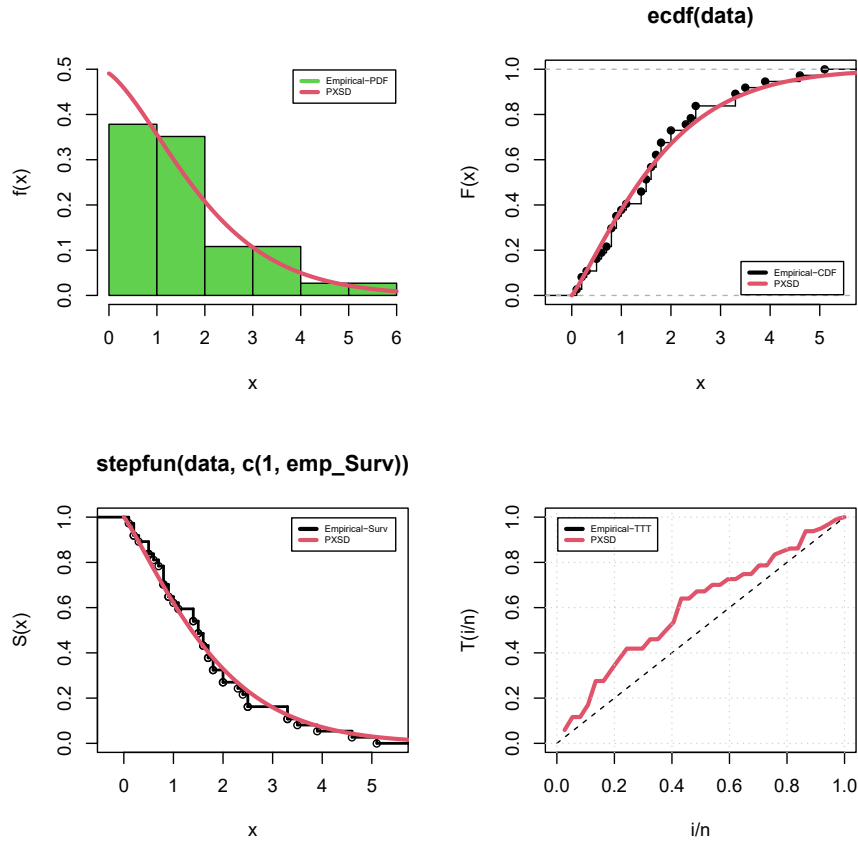 f(x)
0.0 0.1 0.2 0.3 0.4 0.5
Empirical−PDF
PXSD
0 1 2 3 4 5 6
x
ecdf(data)
F(x)
0.0 0.2 0.4 0.6 0.8 1.0
Empirical−CDF
PXSD
0 1 2 3 4 5
x
stepfun(data, c(1, emp_Surv))
S(x)
0.0 0.2 0.4 0.6 0.8 1.0
Empirical−Surv
PXSD
0 1 2 3 4 5
x
T(i/n)
0.0 0.2 0.4 0.6 0.8 1.0
Empirical−TTT
PXSD
0.0 0.2 0.4 0.6 0.8 1.0
i/n